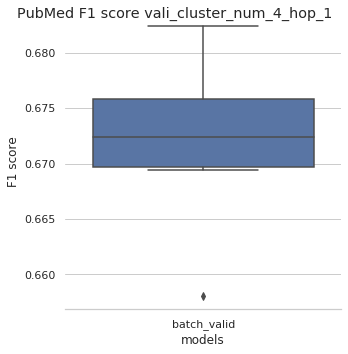 PubMed F1 score vali_cluster_num_4_hop_1
0.680
0.675
0.670
0.665
0.660
F1 score
batch_valid
models